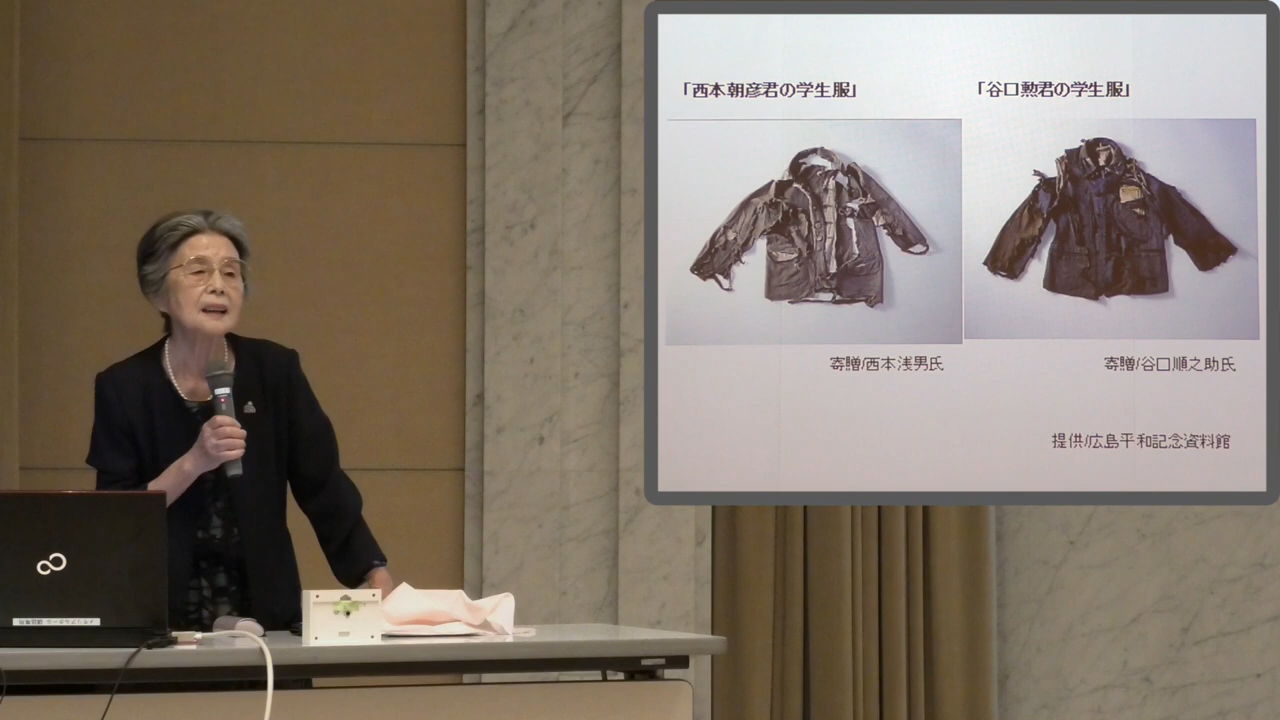 「西本朝彦君の学生服」
「谷口勲君の学生服」
寄贈/西本浅男氏
寄贈/谷口順之助氏
提供/広島平和記念資料館